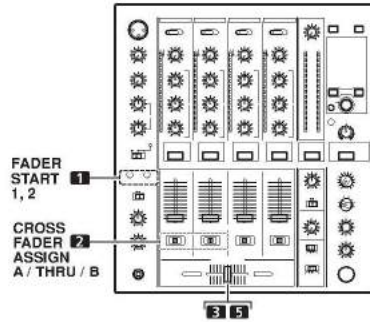 FADER
START 1
1, 2
CROSS
FADER 2
ASSIGN
A / THRU / B
3 5